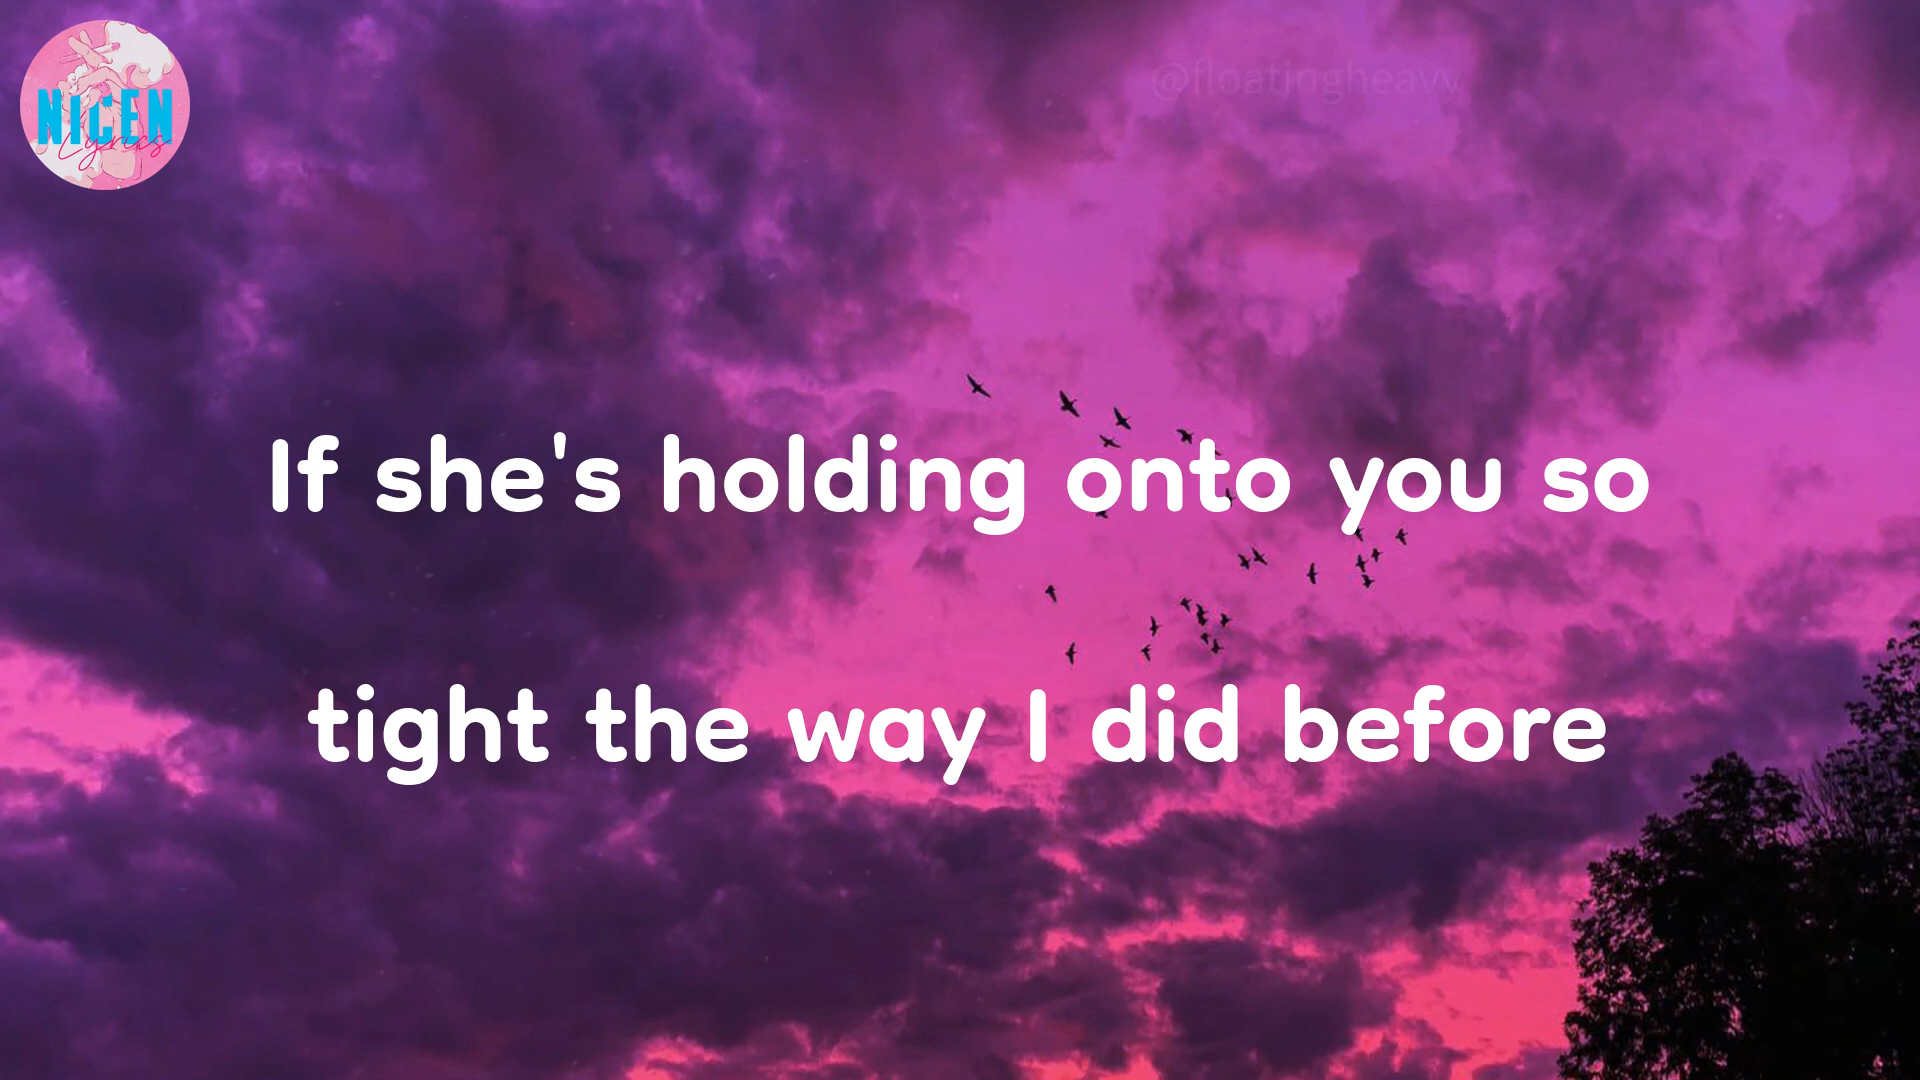 NICEN
Lyrics
@floatingheavy
If she's holding onto you so
tight the way I did before